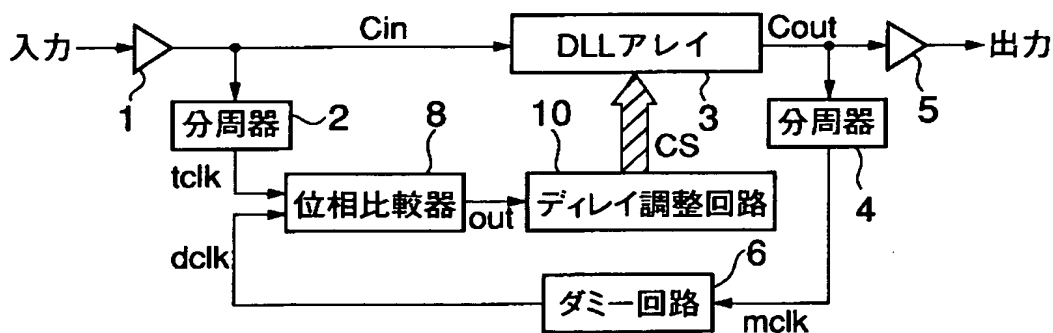 入力
1
Cin
DLLアレイ
3
Cout
5
出力
分周器
2
8
10
CS
分周器
4
tclk
位相比較器
out
ディレイ調整回路
dclk
6
ダミー回路
mclk